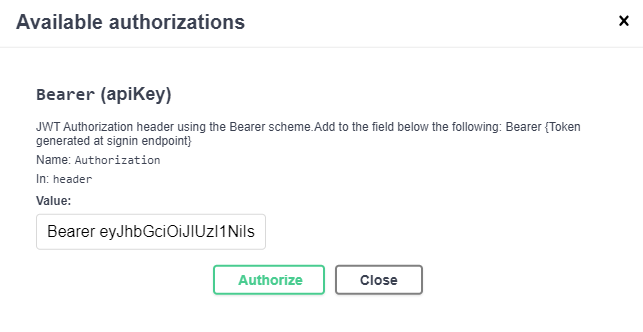 Available authorizations
Bearer (apiKey)
JWT Authorization header using the Bearer scheme.Add to the field below the following: Bearer {Token
generated at signin endpoint}
Name: Authorization
In: header
Value:
Bearer eyJhbGciOiJIUzI1NiIs
Authorize Close